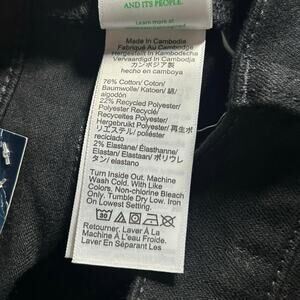 AND ITS PEOPLE.
Learn more at
Made In Cambodia
Fabriqué Au Cambodge
Hergestellt in Kambodscha
Vervaardigd In Cambodja
カンボジア製
hecho en camboya
76% Cotton/ Coton/
Baumwolle/ Katoen/ 綿/
algodón
22% Recycled Polyester/
Polyester Recyclé/
Recyceltes Polyester/
Hergebruikt Polyester/ 再生ポ
リエステル/ poliéster
reciclado
2% Elastane/ Élasthanne/
Elastan/ Elastaan/ ポリウレ
タン/ elastano
Turn Inside Out. Machine
Wash Cold. With Like
Colors. Non-chlorine Bleach
Only. Tumble Dry Low. Iron
On Lowest Setting.
30
Retourner. Laver À La
Machine À L'eau Froide.
Laver En Séparant Les